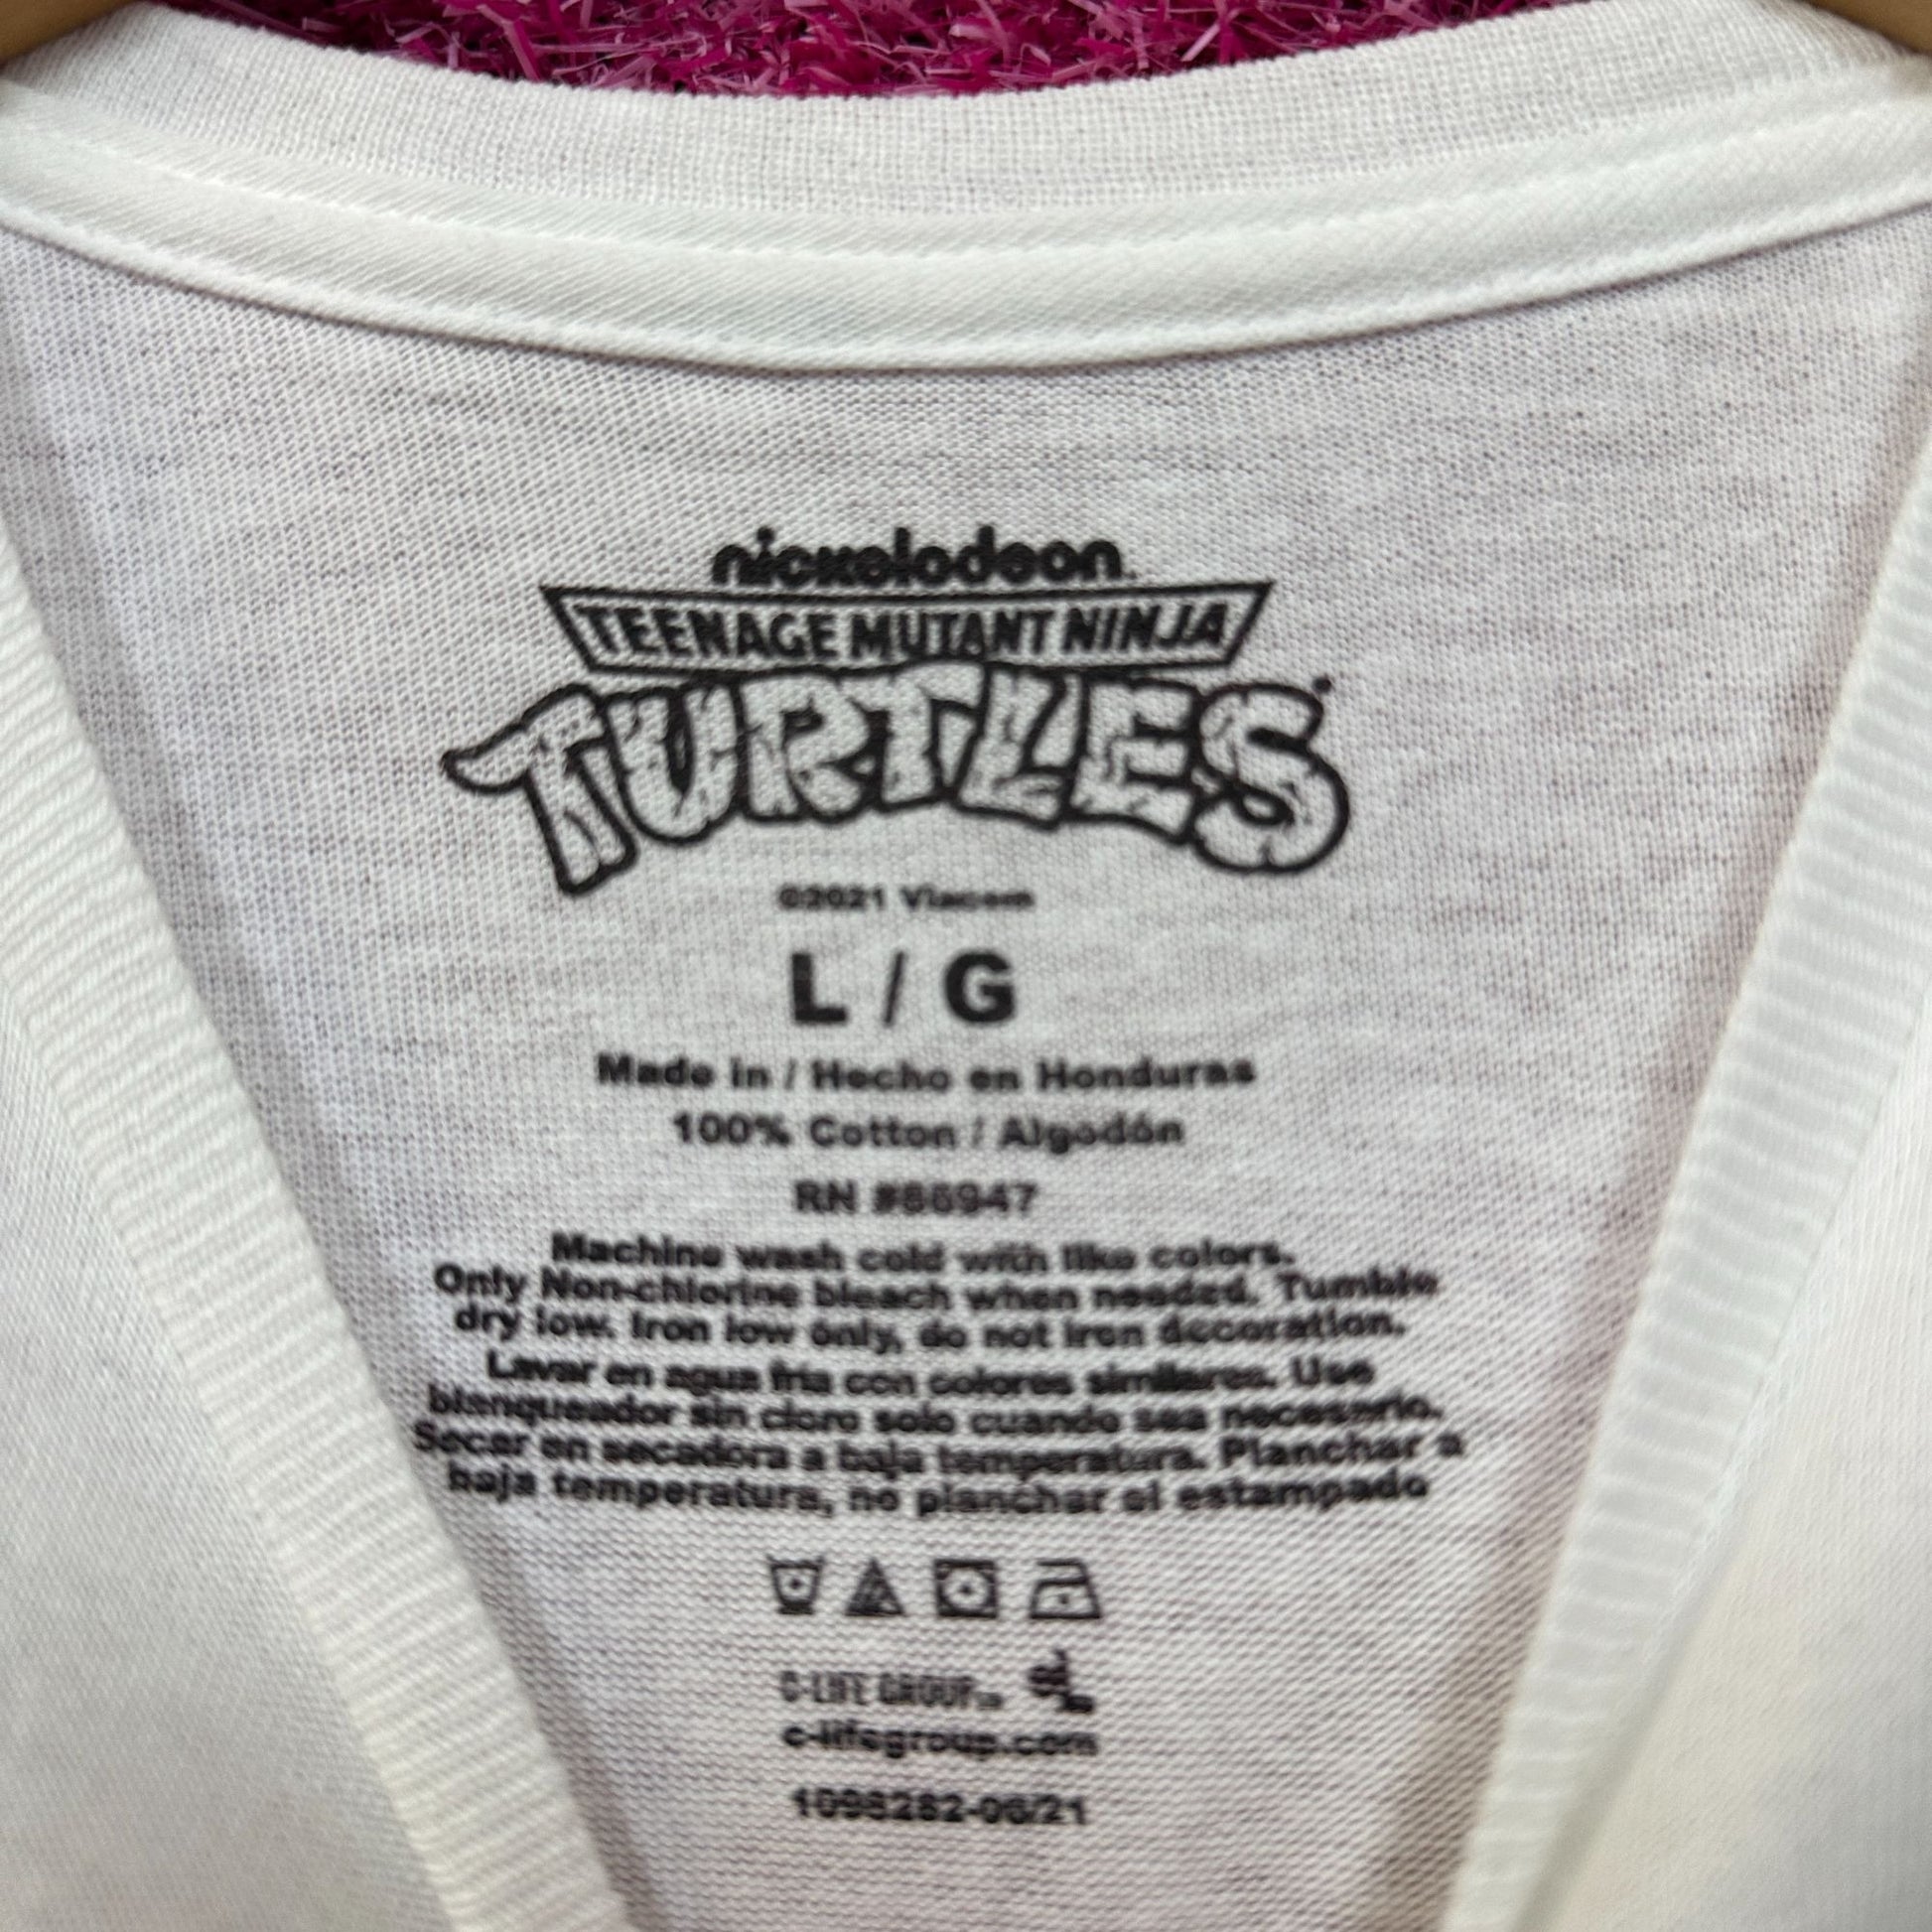 nickelodeon
TEENAGE MUTANT NINJA
TURTLES
©2021 Viacom
L / G
Made in / Hecho en Honduras
100% Cotton / Algodón
RN #86947
Machine wash cold with like colors.
Only Non-chlorine bleach when needed. Tumble
dry low. Iron low only, do not iron decoration.
Lavar en agua fria con colores similares. Use
blanqueador sin cloro solo cuando sea necesario.
Secar en secadora a baja temperatura. Planchar a
baja temperatura, no planchar el estampado
C-LIFE GROUP
c-lifegroup.com
1098282-06/21